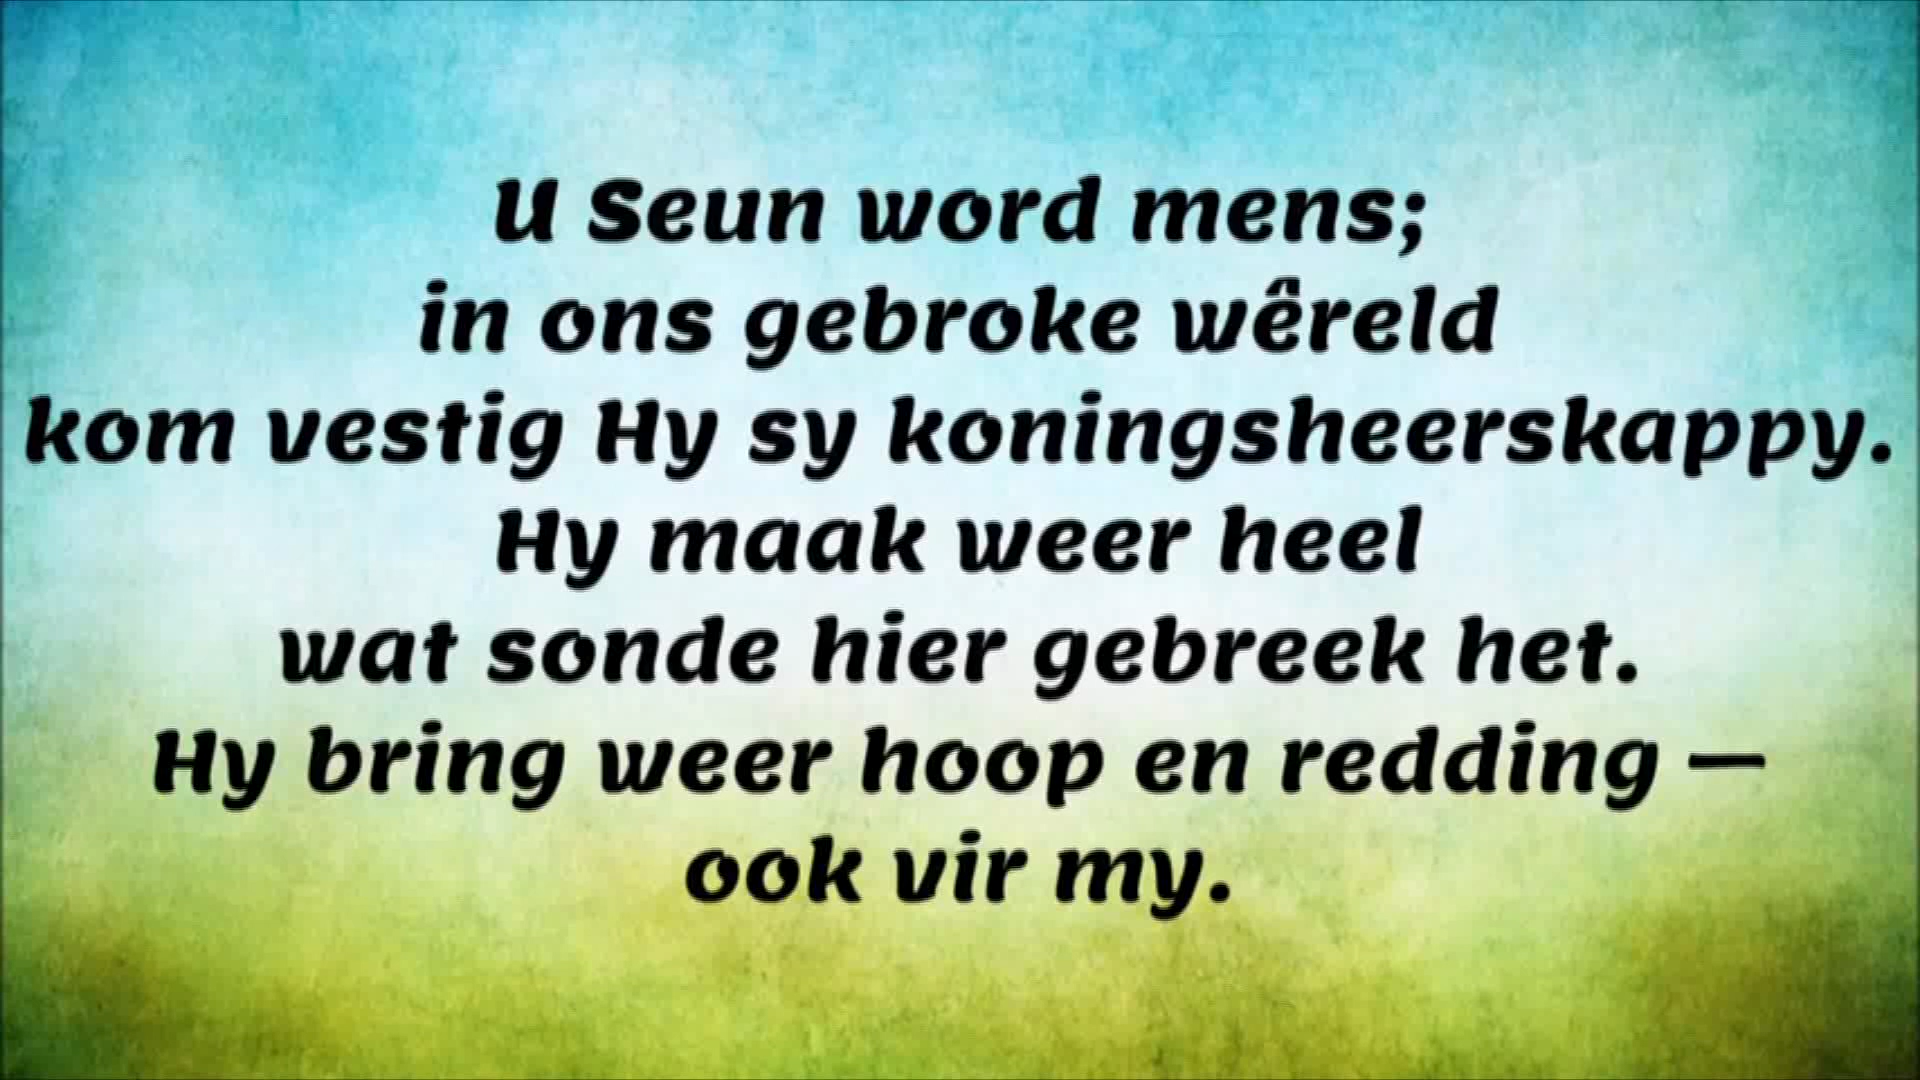 U Seun word mens;
in ons gebroke wêreld
kom vestig Hy sy koningsheerskappy.
Hy maak weer heel
wat sonde hier gebreek het.
Hy bring weer hoop en redding —
ook vir my.